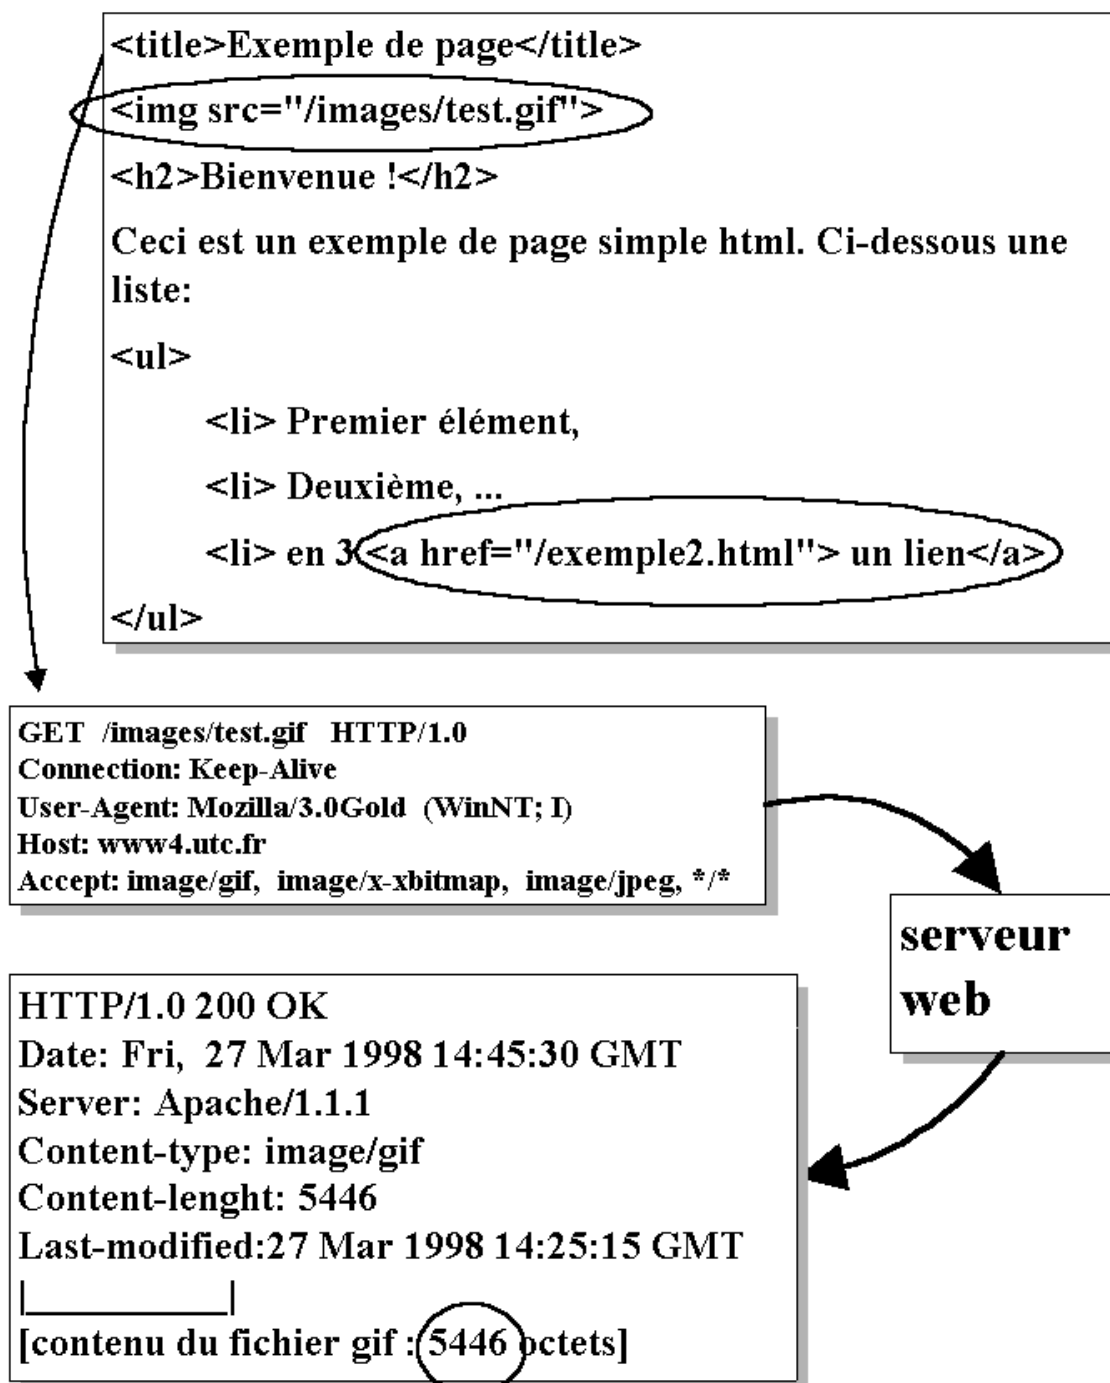 <title>Exemple de page</title>
<img src="/images/test.gif">
<h2>Bienvenue !</h2>
Ceci est un exemple de page simple html. Ci-dessous une
liste:
<ul>
<li> Premier élément,
<li> Deuxième, ...
<li> en 3 <a href="/exemple2.html"> un lien</a>
</ul>
GET /images/test.gif HTTP/1.0
Connection: Keep-Alive
User-Agent: Mozilla/3.0Gold (WinNT; I)
Host: www4.utc.fr
Accept: image/gif, image/x-xbitmap, image/jpeg, */*
serveur
web
HTTP/1.0 200 OK
Date: Fri, 27 Mar 1998 14:45:30 GMT
Server: Apache/1.1.1
Content-type: image/gif
Content-lenght: 5446
Last-modified:27 Mar 1998 14:25:15 GMT
[contenu du fichier gif : 5446 octets]